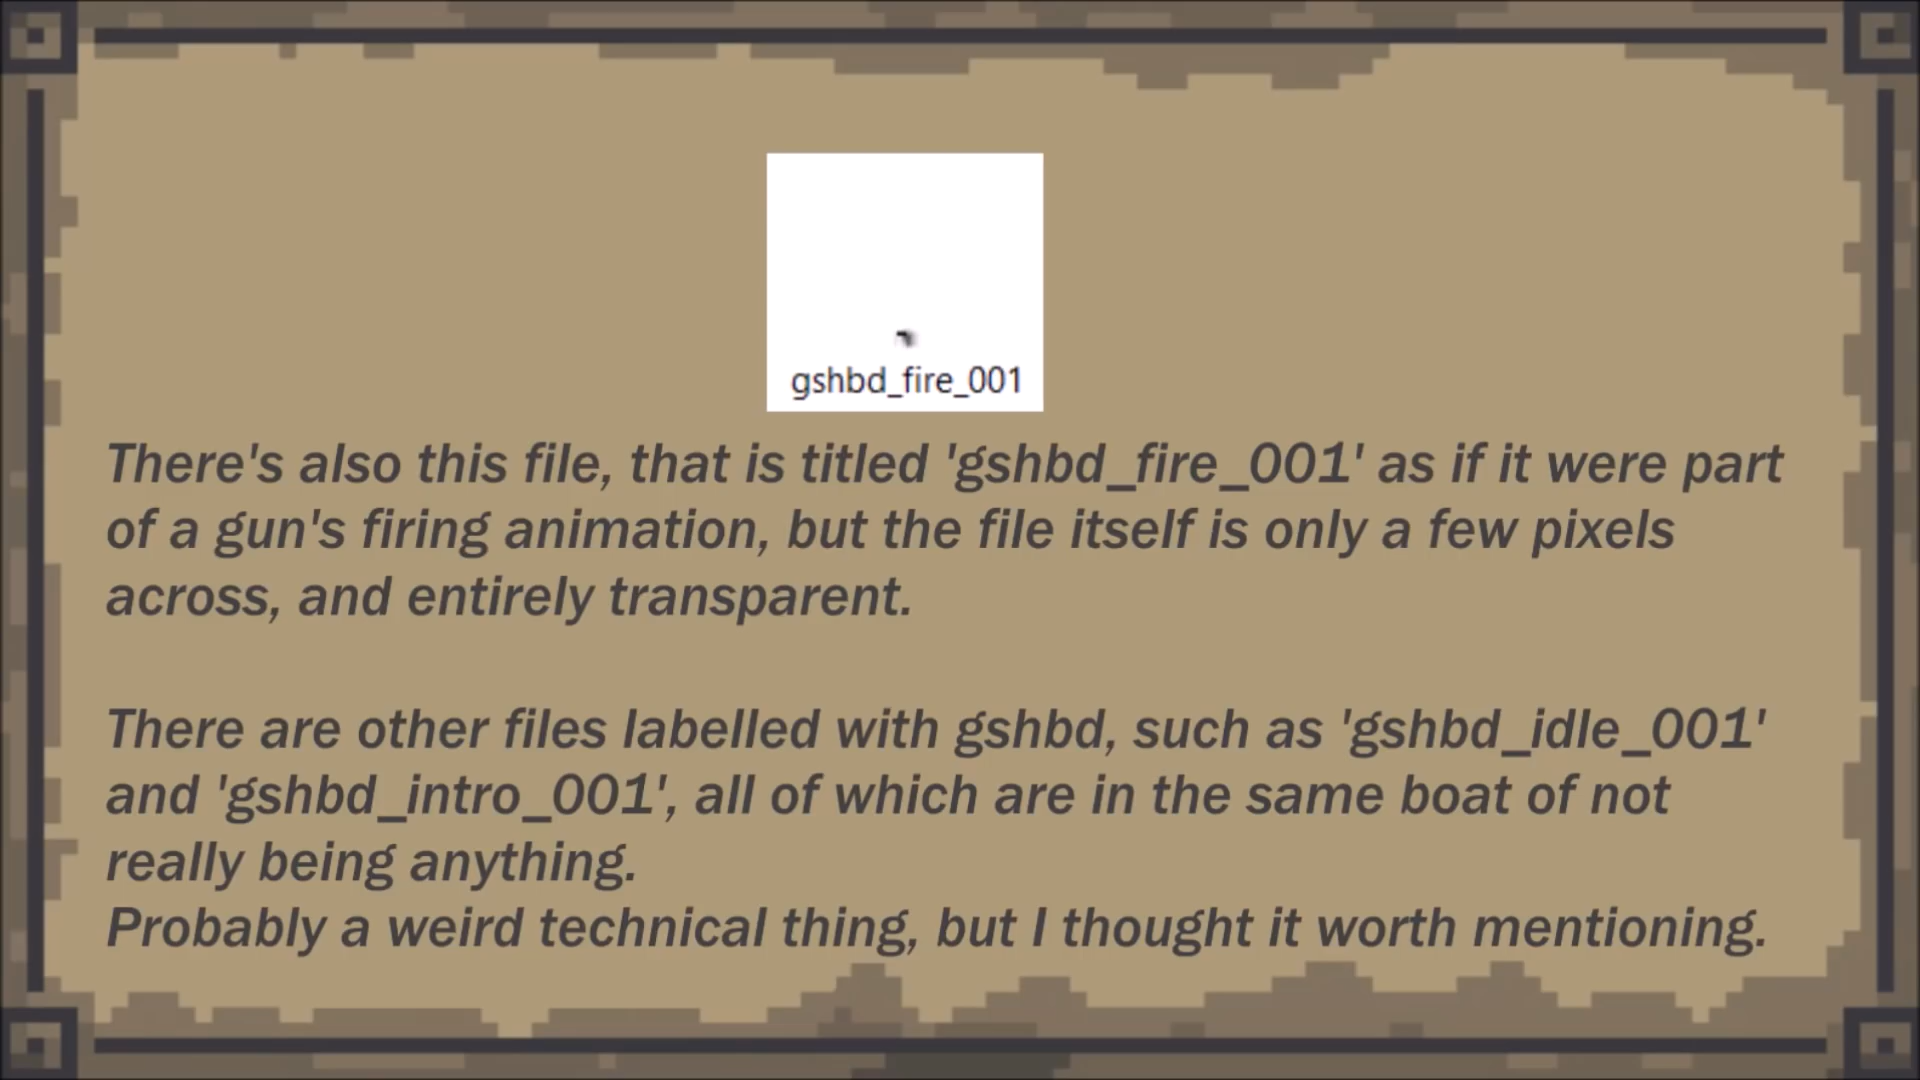 gshbd_fire_001
There's also this file, that is titled 'gshbd_fire_001' as if it were part
of a gun's firing animation, but the file itself is only a few pixels
across, and entirely transparent.
There are other files labelled with gshbd, such as 'gshbd_idle_001'
and 'gshbd_intro_001', all of which are in the same boat of not
really being anything.
Probably a weird technical thing, but I thought it worth mentioning.